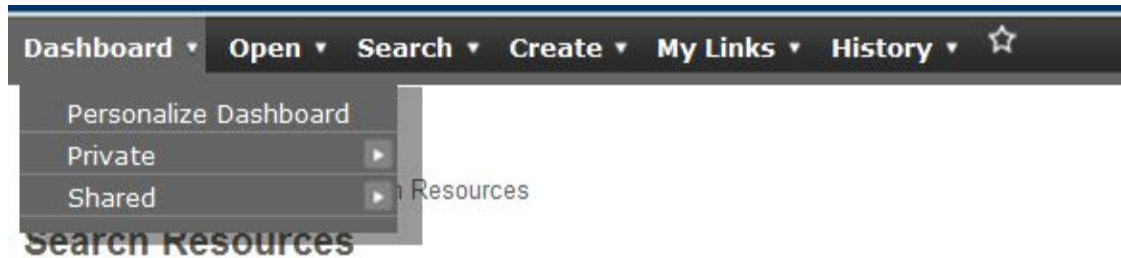 Dashboard Open Search Create My Links History
Personalize Dashboard
Private
Shared
Resources
Search Resources